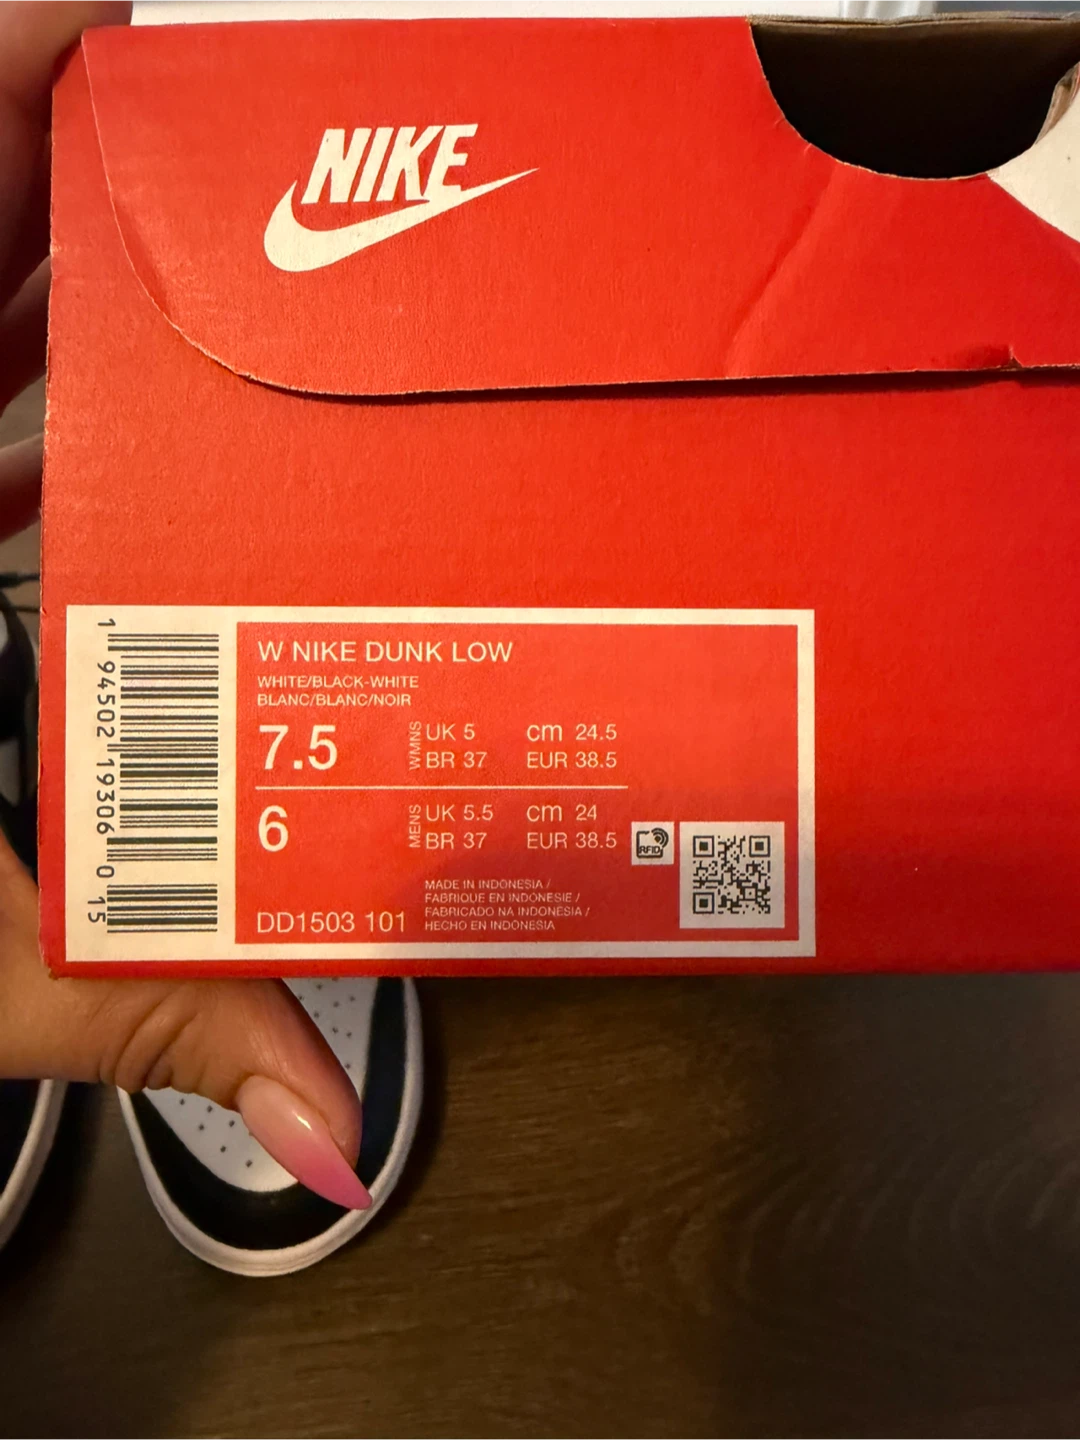 NIKE
W NIKE DUNK LOW
WHITE/BLACK-WHITE
BLANC/BLANC/NOIR
7.5 WMNS UK 5 cm 24.5
BR 37 EUR 38.5
6 MENS UK 5.5 cm 24
BR 37 EUR 38.5
RFID
MADE IN INDONESIA /
FABRIQUE EN INDONESIE /
FABRICADO NA INDONÉSIA /
HECHO EN INDONESIA
DD1503 101
1 94502 19306 0 15